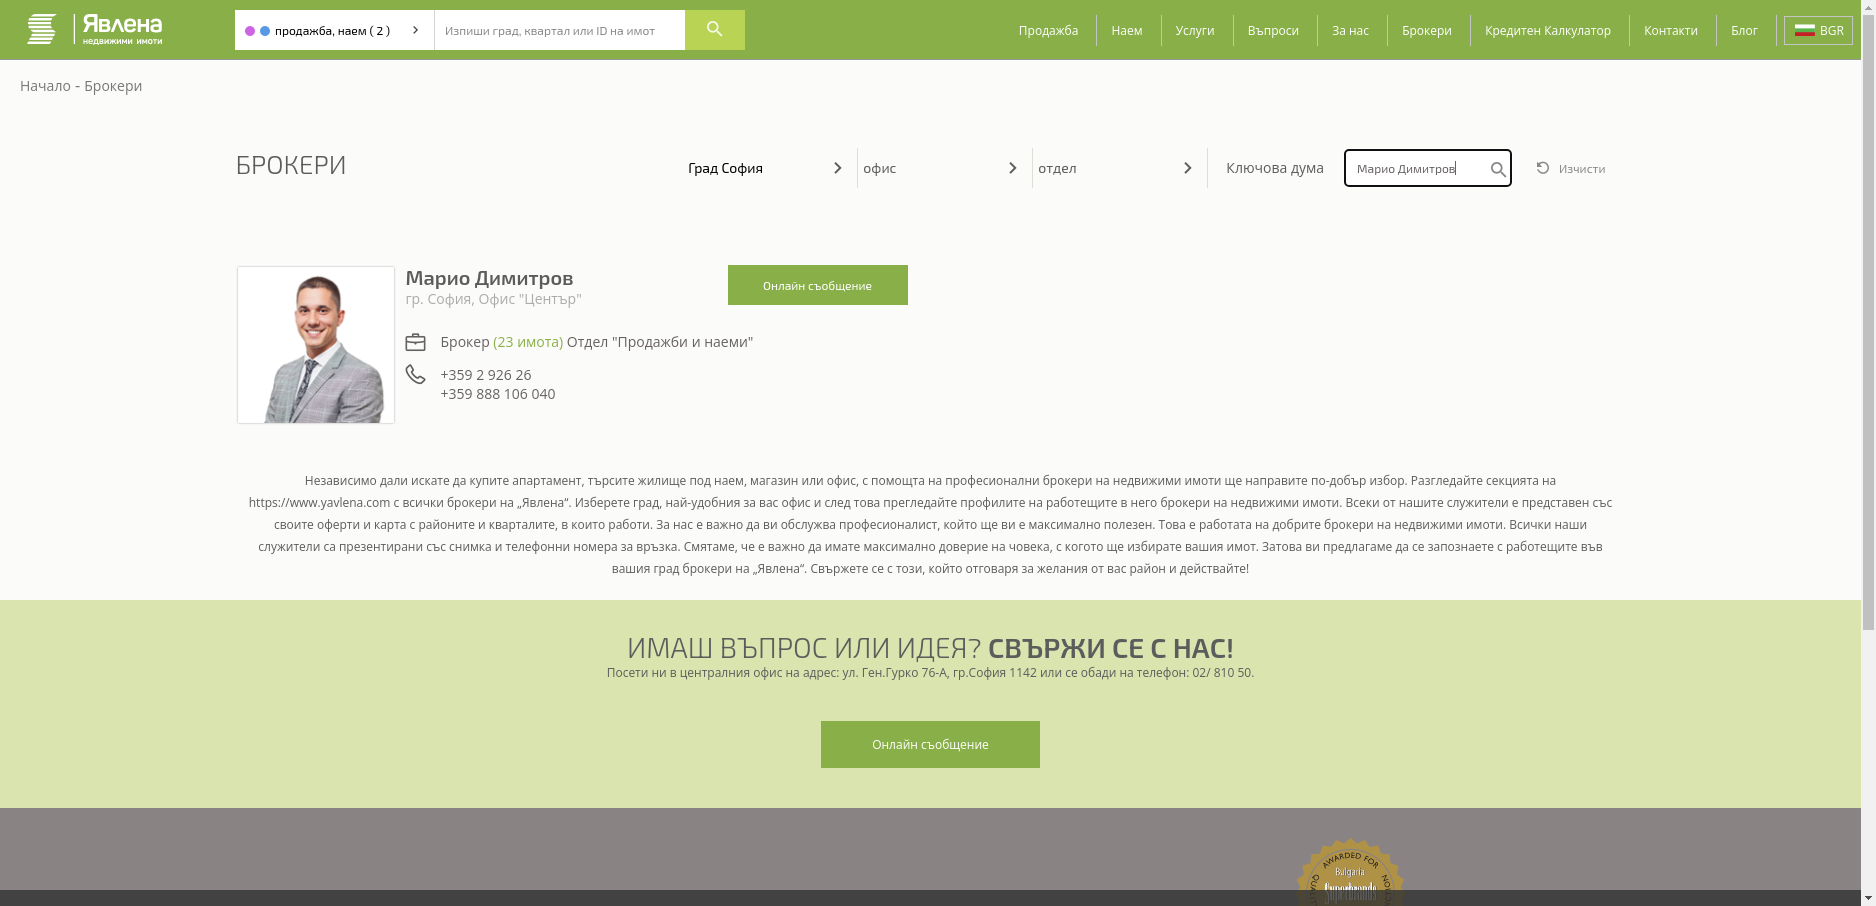 Явлена
недвижими имоти
продажба, наем ( 2 )
Изпиши град, квартал или ID на имот
Продажба
Наем
Услуги
Въпроси
За нас
Брокери
Кредитен Калкулатор
Контакти
Блог
BGR
Начало - Брокери
БРОКЕРИ
Град София
офис
отдел
Ключова дума
Марио Димитров
Изчисти
Марио Димитров
гр. София, Офис "Център"
Онлайн съобщение
Брокер (23 имота) Отдел "Продажби и наеми"
+359 2 926 26
+359 888 106 040
Независимо дали искате да купите апартамент, търсите жилище под наем, магазин или офис, с помощта на професионални брокери на недвижими имоти ще направите по-добър избор. Разгледайте секцията на
https://www.yavlena.com с всички брокери на „Явлена“. Изберете град, най-удобния за вас офис и след това прегледайте профилите на работещите в него брокери на недвижими имоти. Всеки от нашите служители е представен със
своите оферти и карта с районите и кварталите, в които работи. За нас е важно да ви обслужва професионалист, който ще ви е максимално полезен. Това е работата на добрите брокери на недвижими имоти. Всички наши
служители са презентирани със снимка и телефонни номера за връзка. Смятаме, че е важно да имате максимално доверие на човека, с когото ще избирате вашия имот. Затова ви предлагаме да се запознаете с работещите във
вашия град брокери на „Явлена“. Свържете се с този, който отговаря за желания от вас район и действайте!
ИМАШ ВЪПРОС ИЛИ ИДЕЯ? СВЪРЖИ СЕ С НАС!
Посети ни в централния офис на адрес: ул. Ген.Гурко 76-А, гр.София 1142 или се обади на телефон: 02/ 810 50.
Онлайн съобщение
AWARDED FOR
Bulgaria
Superbrands